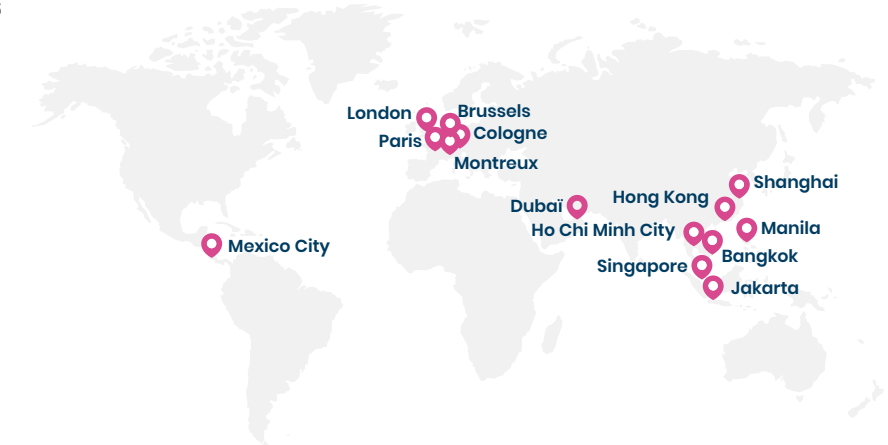 London
Brussels
Paris
Cologne
Montreux
Shanghai
Hong Kong
Dubaï
Ho Chi Minh City
Manila
Mexico City
Bangkok
Singapore
Jakarta